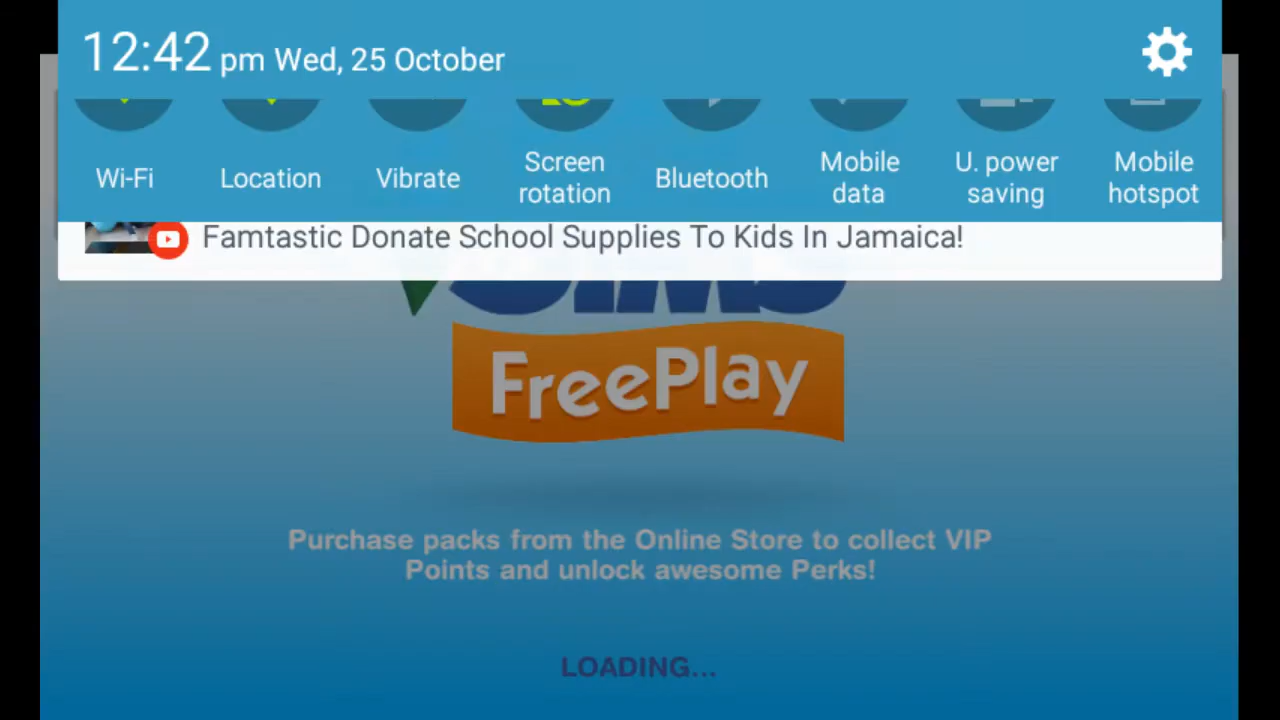 12:42 pm Wed, 25 October
Wi-Fi
Location
Vibrate
Screen
rotation
Bluetooth
Mobile
data
U. power
saving
Mobile
hotspot
Famtastic Donate School Supplies To Kids In Jamaica!
SIMS
FreePlay
Purchase packs from the Online Store to collect VIP
Points and unlock awesome Perks!
LOADING...